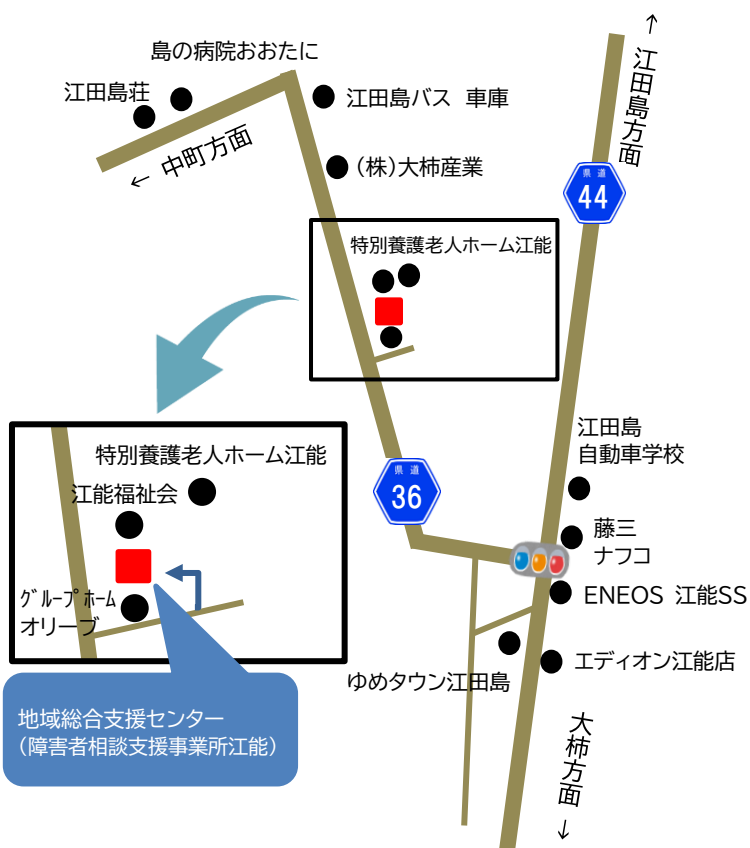 島の病院おおたに
江田島荘
← 中町方面
江田島バス 車庫
(株)大柿産業
↑ 江田島方面
県道
44
特別養護老人ホーム江能
特別養護老人ホーム江能
江能福祉会
グループホーム
オリーブ
地域総合支援センター
(障害者相談支援事業所江能)
県道
36
江田島
自動車学校
藤三
ナフコ
ENEOS 江能SS
ゆめタウン江田島
エディオン江能店
大柿方面 →